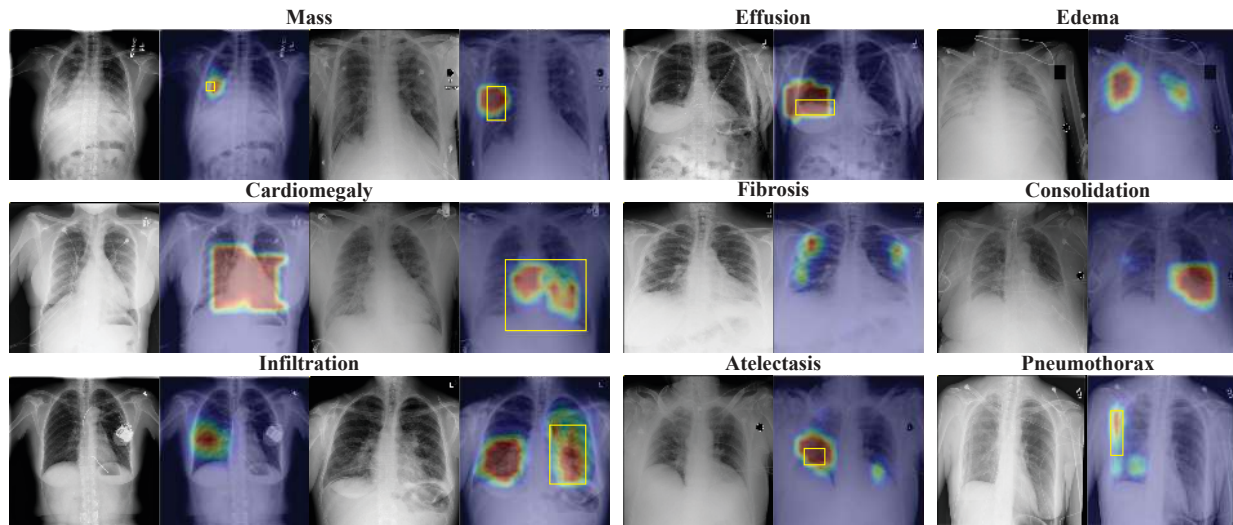 Mass
Effusion
Edema
Cardiomegaly
Fibrosis
Consolidation
Infiltration
Atelectasis
Pneumothorax